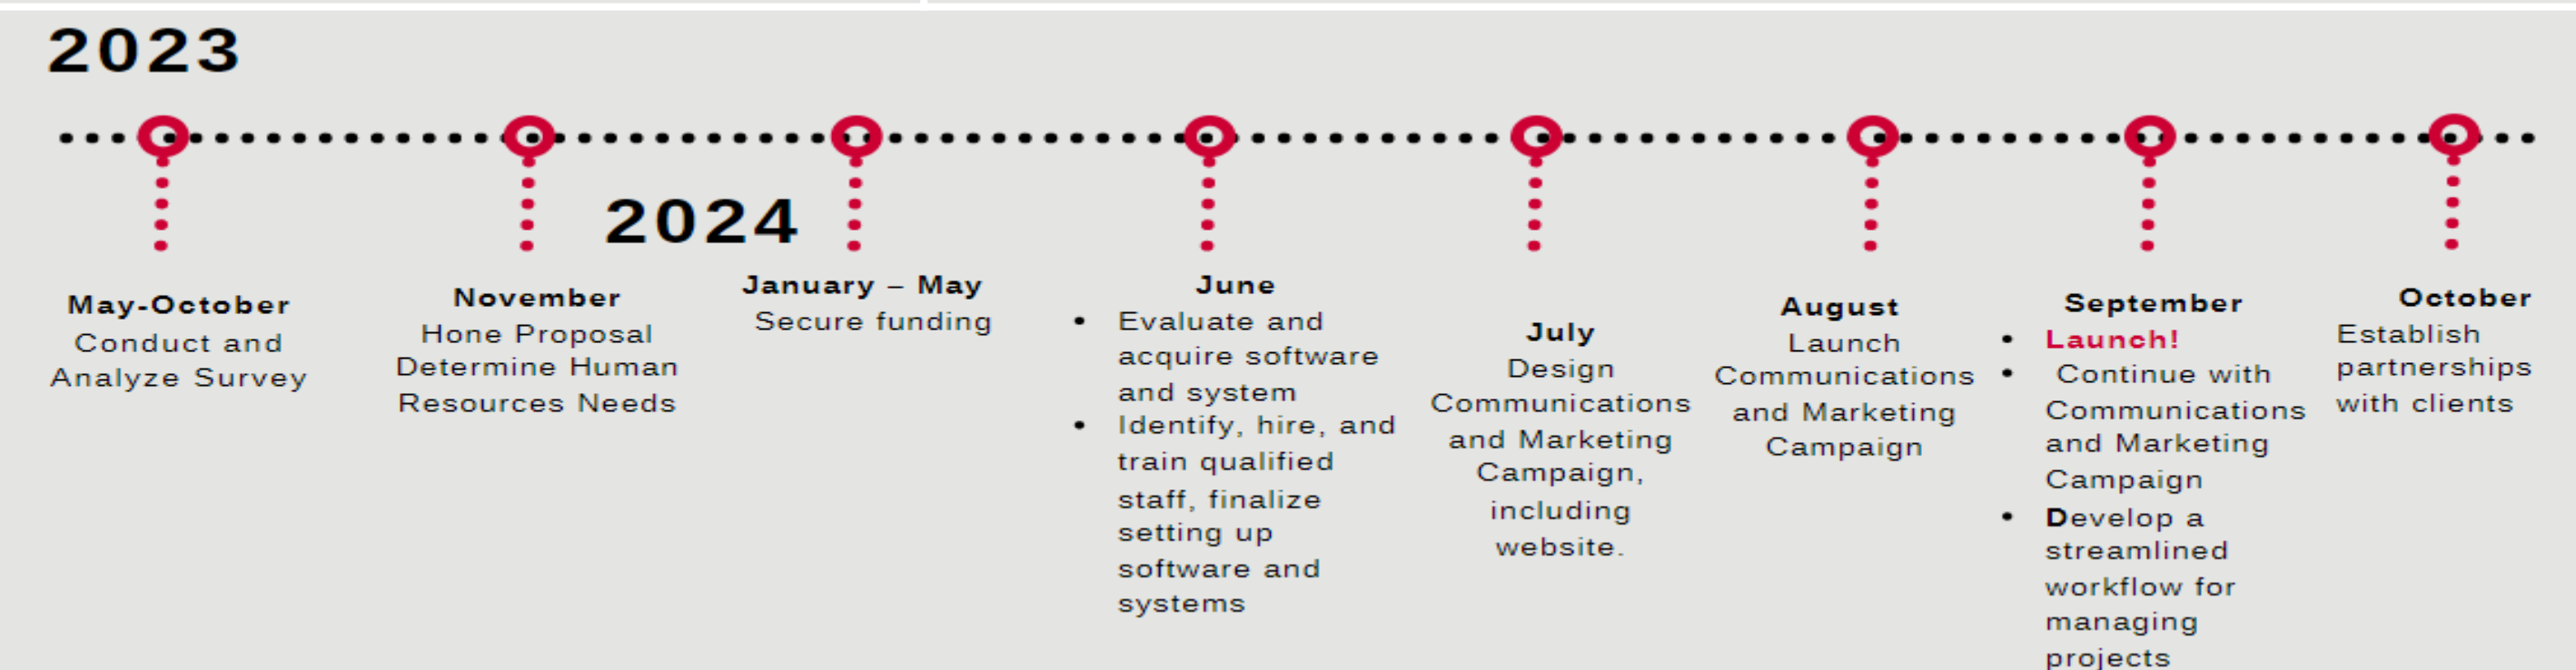 2023
May-October
Conduct and
Analyze Survey
November
Hone Proposal
Determine Human
Resources Needs
2024
January – May
Secure funding
June
• Evaluate and
acquire software
and system
• Identify, hire, and
train qualified
staff, finalize
setting up
software and
systems
July
Design
Communications
and Marketing
Campaign,
including
website.
August
Launch
Communications
and Marketing
Campaign
September
• Launch!
• Continue with
Communications
and Marketing
Campaign
• Develop a
streamlined
workflow for
managing
projects
October
Establish
partnerships
with clients